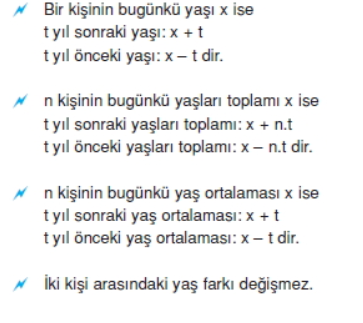 Bir kişinin bugünkü yaşı x ise
t yıl sonraki yaşı: x + t
t yıl önceki yaşı: x – t dir.
n kişinin bugünkü yaşları toplamı x ise
t yıl sonraki yaşları toplamı: x + n.t
t yıl önceki yaşları toplamı: x – n.t dir.
n kişinin bugünkü yaş ortalaması x ise
t yıl sonraki yaş ortalaması: x + t
t yıl önceki yaş ortalaması: x – t dir.
İki kişi arasındaki yaş farkı değişmez.